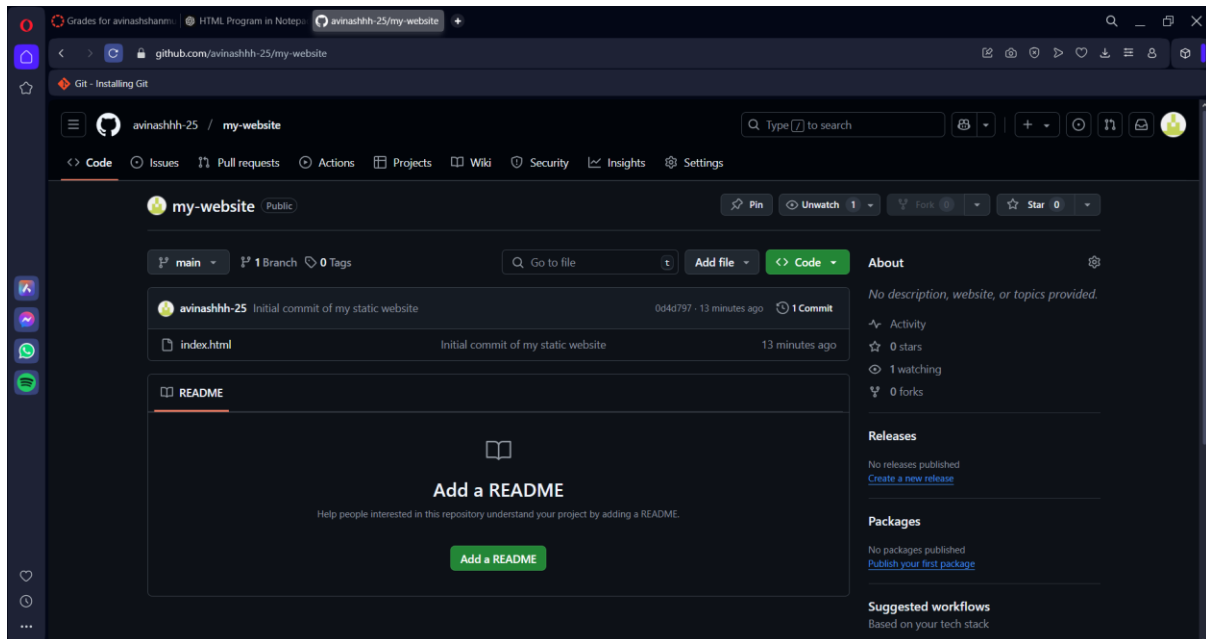 Grades for avinashshanmu
HTML Program in Notepa
avinashhh-25/my-website
github.com/avinashhh-25/my-website
Git - Installing Git
avinashhh-25 / my-website
Type / to search
Code Issues Pull requests Actions Projects Wiki Security Insights Settings
my-website Public
Pin Unwatch 1 Fork 0 Star 0
main 1 Branch 0 Tags Go to file t Add file Code
avinashhh-25 Initial commit of my static website 0d4d797 · 13 minutes ago 1 Commit
index.html Initial commit of my static website 13 minutes ago
README
Add a README
Help people interested in this repository understand your project by adding a README.
Add a README
About
No description, website, or topics provided.
Activity
0 stars
1 watching
0 forks
Releases
No releases published
Create a new release
Packages
No packages published
Publish your first package
Suggested workflows
Based on your tech stack